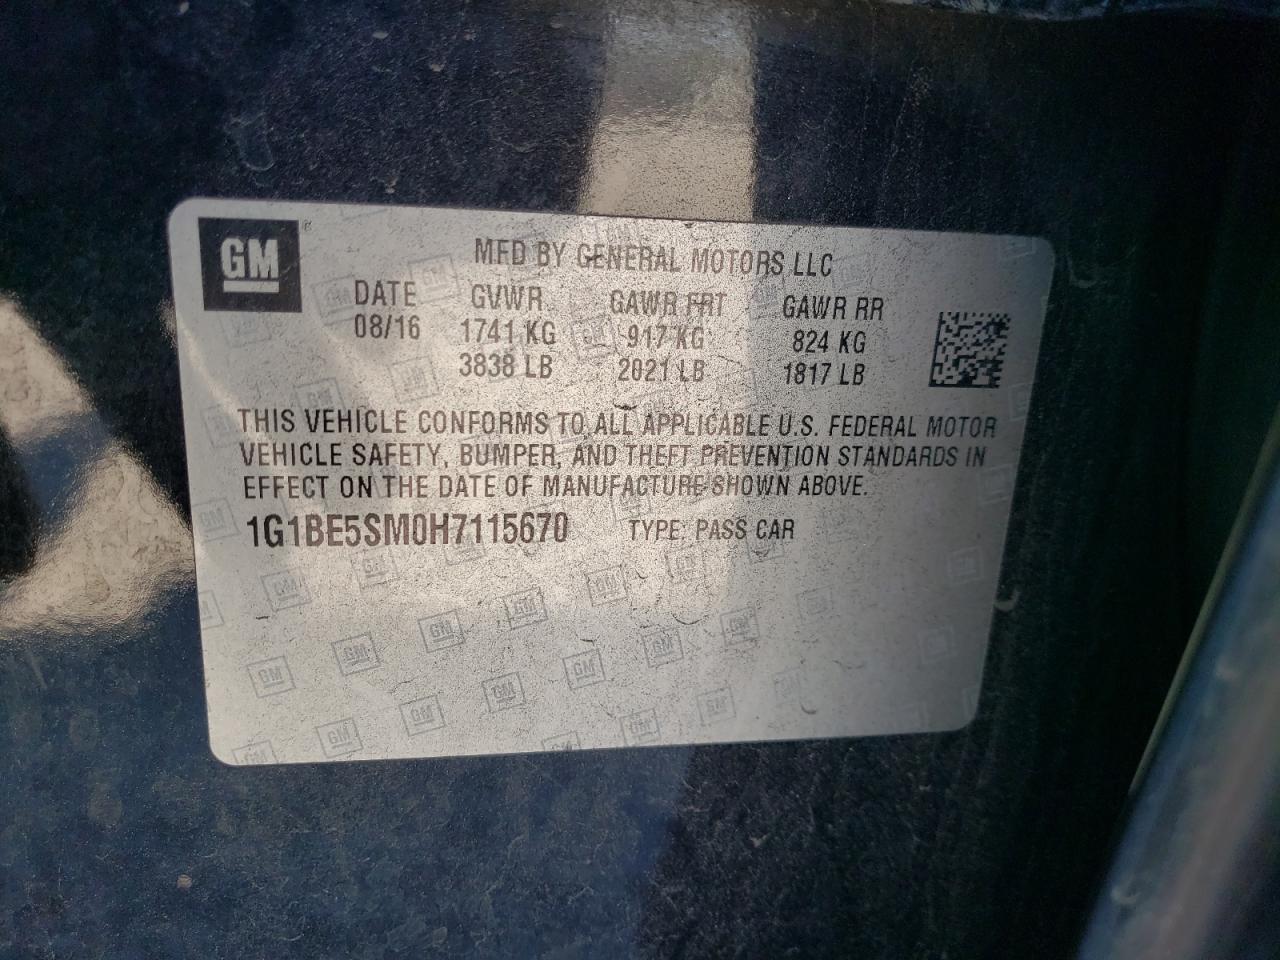 GM
MFD BY GENERAL MOTORS LLC
DATE GVWR GAWR FRT GAWR RR
08/16 1741 KG 917 KG 824 KG
3838 LB 2021 LB 1817 LB
THIS VEHICLE CONFORMS TO ALL APPLICABLE U.S. FEDERAL MOTOR
VEHICLE SAFETY, BUMPER, AND THEFT PREVENTION STANDARDS IN
EFFECT ON THE DATE OF MANUFACTURE SHOWN ABOVE.
1G1BE5SM0H7115670 TYPE: PASS CAR